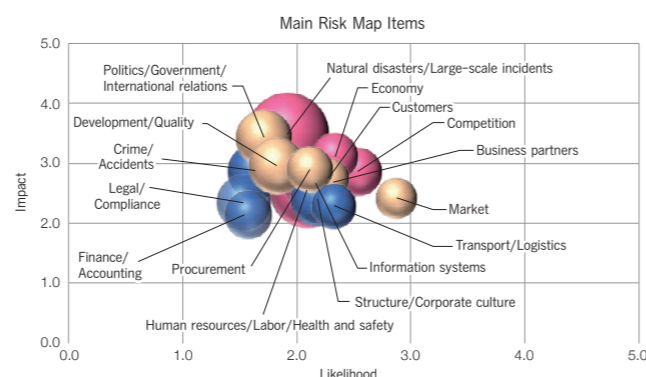 Main Risk Map Items
5.0
4.0
3.0
2.0
1.0
0.0
Impact
Politics/Government/
International relations
Natural disasters/Large-scale incidents
Economy
Customers
Development/Quality
Competition
Crime/
Accidents
Business partners
Legal/
Compliance
Market
Transport/Logistics
Finance/
Accounting
Procurement
Information systems
Structure/Corporate culture
Human resources/Labor/Health and safety
0.0 1.0 2.0 3.0 4.0 5.0
Likelihood